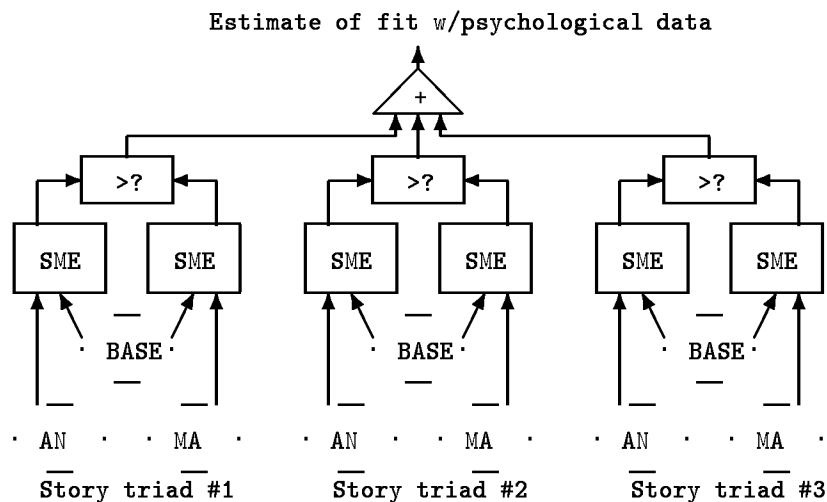 Estimate of fit w/psychological data
+
>? >? >?
SME SME SME SME SME SME
BASE BASE BASE
AN MA AN MA AN MA
Story triad #1 Story triad #2 Story triad #3